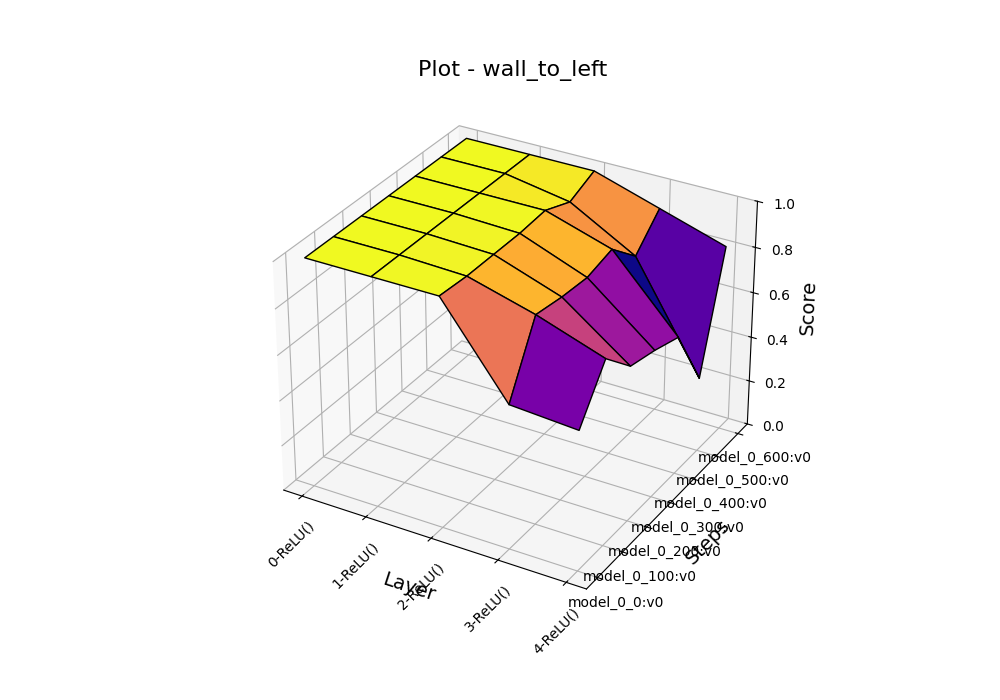 Plot - wall_to_left
1.0
0.8
0.6
0.4
0.2
0.0
Score
model_0_600:v0
model_0_500:v0
model_0_400:v0
model_0_300:v0
model_0_200:v0
model_0_100:v0
model_0_0:v0
Steps
0-ReLU()
1-ReLU()
2-ReLU()
3-ReLU()
4-ReLU()
Layer